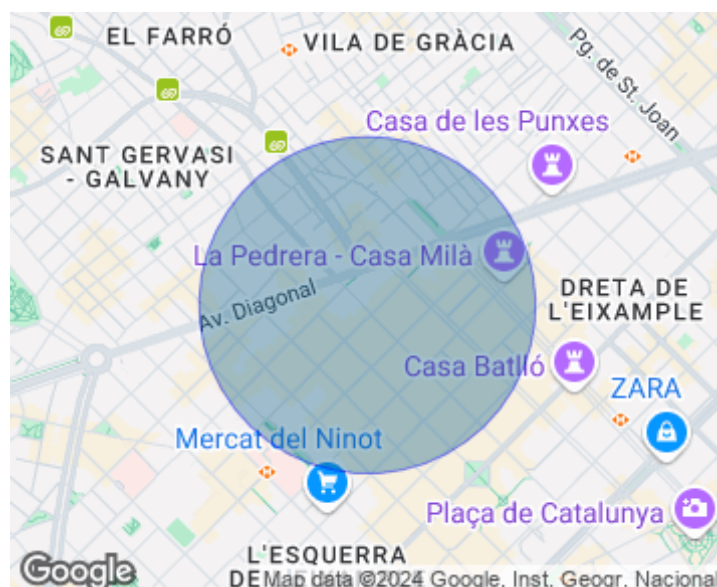 EL FARRÓ
VILA DE GRÀCIA
Pg. de St. Joan
Casa de les Punxes
SANT GERVASI
- GALVANY
La Pedrera - Casa Milà
Av. Diagonal
DRETA DE
L'EIXAMPLE
Casa Batlló
ZARA
Mercat del Ninot
Plaça de Catalunya
L'ESQUERRA
DE
Google
Map data ©2024 Google, Inst. Geogr. Nacional